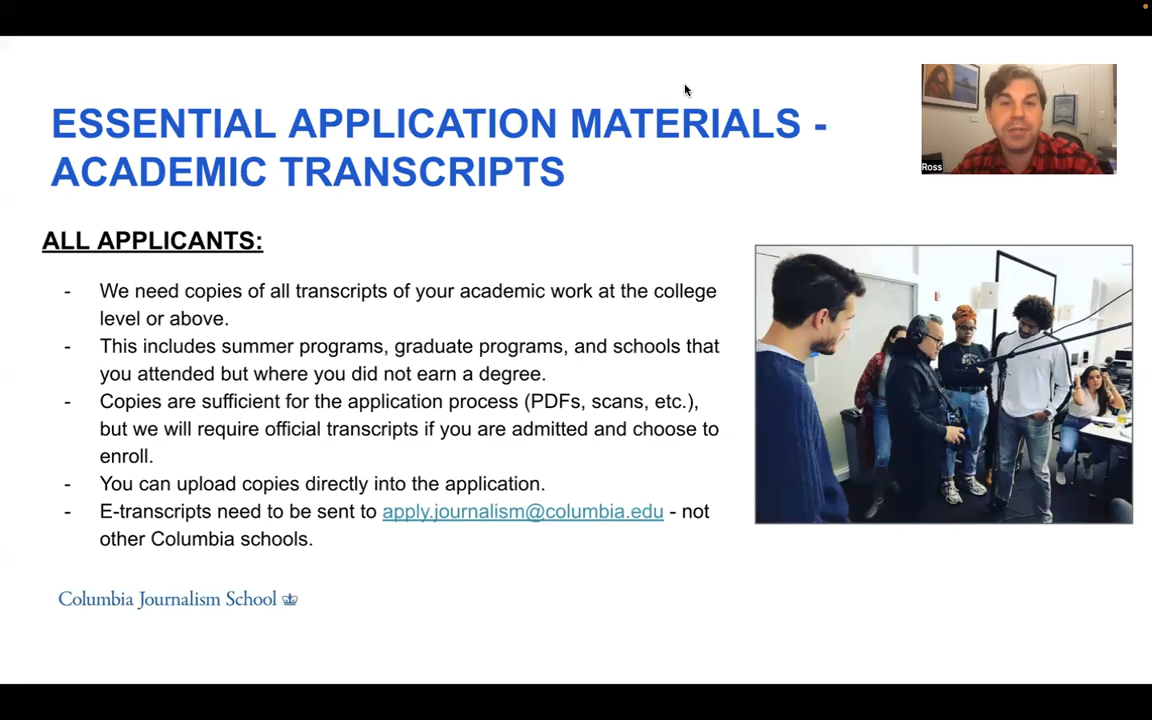 ESSENTIAL APPLICATION MATERIALS -
ACADEMIC TRANSCRIPTS
Ross
ALL APPLICANTS:
- We need copies of all transcripts of your academic work at the college
level or above.
- This includes summer programs, graduate programs, and schools that
you attended but where you did not earn a degree.
- Copies are sufficient for the application process (PDFs, scans, etc.),
but we will require official transcripts if you are admitted and choose to
enroll.
- You can upload copies directly into the application.
- E-transcripts need to be sent to apply.journalism@columbia.edu - not
other Columbia schools.
Columbia Journalism School